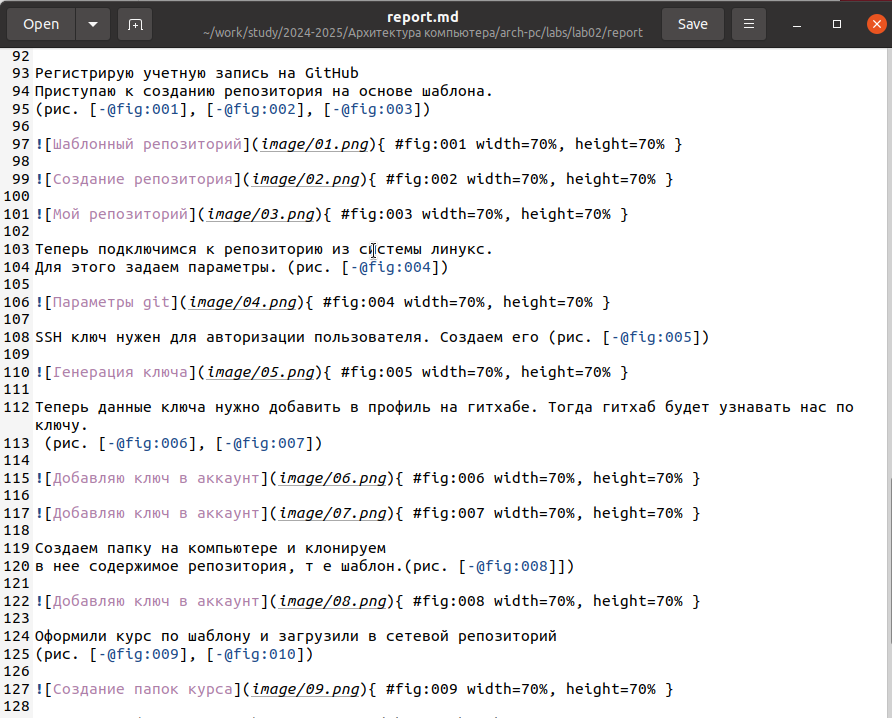 Open
report.md
~/work/study/2024-2025/Архитектура компьютера/arch-pc/labs/lab02/report
Save
92
93 Регистрирую учетную запись на GitHub
94 Приступаю к созданию репозитория на основе шаблона.
95 (рис. [-@fig:001], [-@fig:002], [-@fig:003])
96
97 ![Шаблонный репозиторий](image/01.png){ #fig:001 width=70%, height=70% }
98
99 ![Создание репозитория](image/02.png){ #fig:002 width=70%, height=70% }
100
101 ![Мой репозиторий](image/03.png){ #fig:003 width=70%, height=70% }
102
103 Теперь подключимся к репозиторию из системы линукс.
104 Для этого задаем параметры. (рис. [-@fig:004])
105
106 ![Параметры git](image/04.png){ #fig:004 width=70%, height=70% }
107
108 SSH ключ нужен для авторизации пользователя. Создаем его (рис. [-@fig:005])
109
110 ![Генерация ключа](image/05.png){ #fig:005 width=70%, height=70% }
111
112 Теперь данные ключа нужно добавить в профиль на гитхабе. Тогда гитхаб будет узнавать нас по
ключу.
113  (рис. [-@fig:006], [-@fig:007])
114
115 ![Добавляю ключ в аккаунт](image/06.png){ #fig:006 width=70%, height=70% }
116
117 ![Добавляю ключ в аккаунт](image/07.png){ #fig:007 width=70%, height=70% }
118
119 Создаем папку на компьютере и клонируем
120 в нее содержимое репозитория, т е шаблон.(рис. [-@fig:008]])
121
122 ![Добавляю ключ в аккаунт](image/08.png){ #fig:008 width=70%, height=70% }
123
124 Оформили курс по шаблону и загрузили в сетевой репозиторий
125 (рис. [-@fig:009], [-@fig:010])
126
127 ![Создание папок курса](image/09.png){ #fig:009 width=70%, height=70% }
128